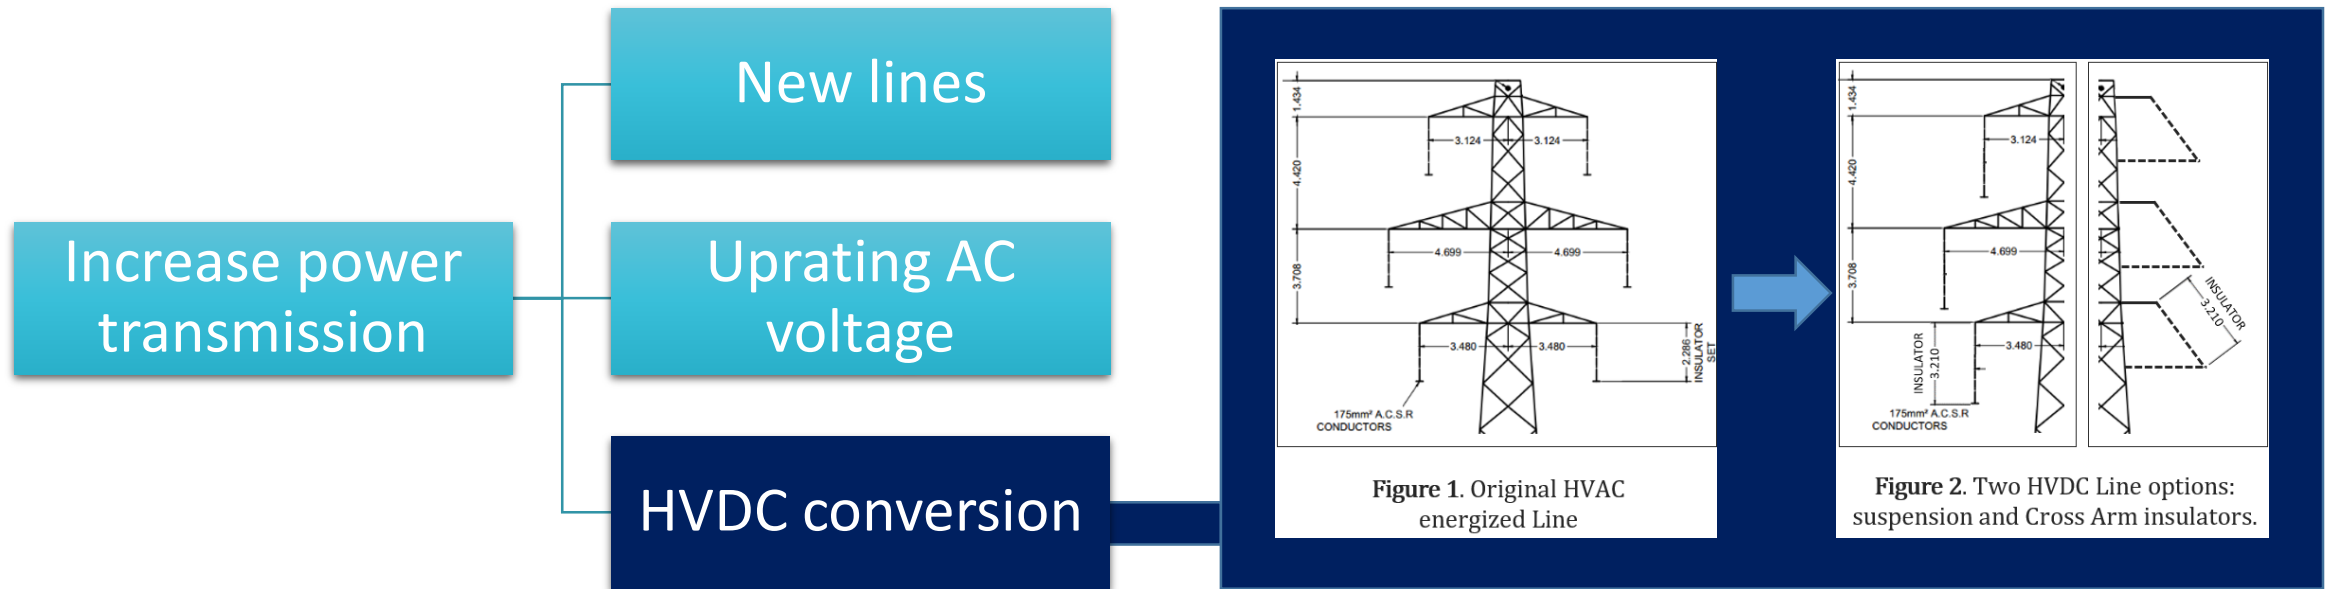 Increase power
transmission
New lines
Uprating AC
voltage
HVDC conversion
1.434
4.420
3.708
3.124
3.124
4.699
4.699
3.480
3.480
2.286
INSULATOR
SET
175mm² A.C.S.R
CONDUCTORS
Figure 1. Original HVAC
energized Line
1.434
4.420
3.708
3.124
4.699
3.480
INSULATOR
3.210
175mm² A.C.S.R
CONDUCTORS
INSULATOR
3.210
Figure 2. Two HVDC Line options:
suspension and Cross Arm insulators.